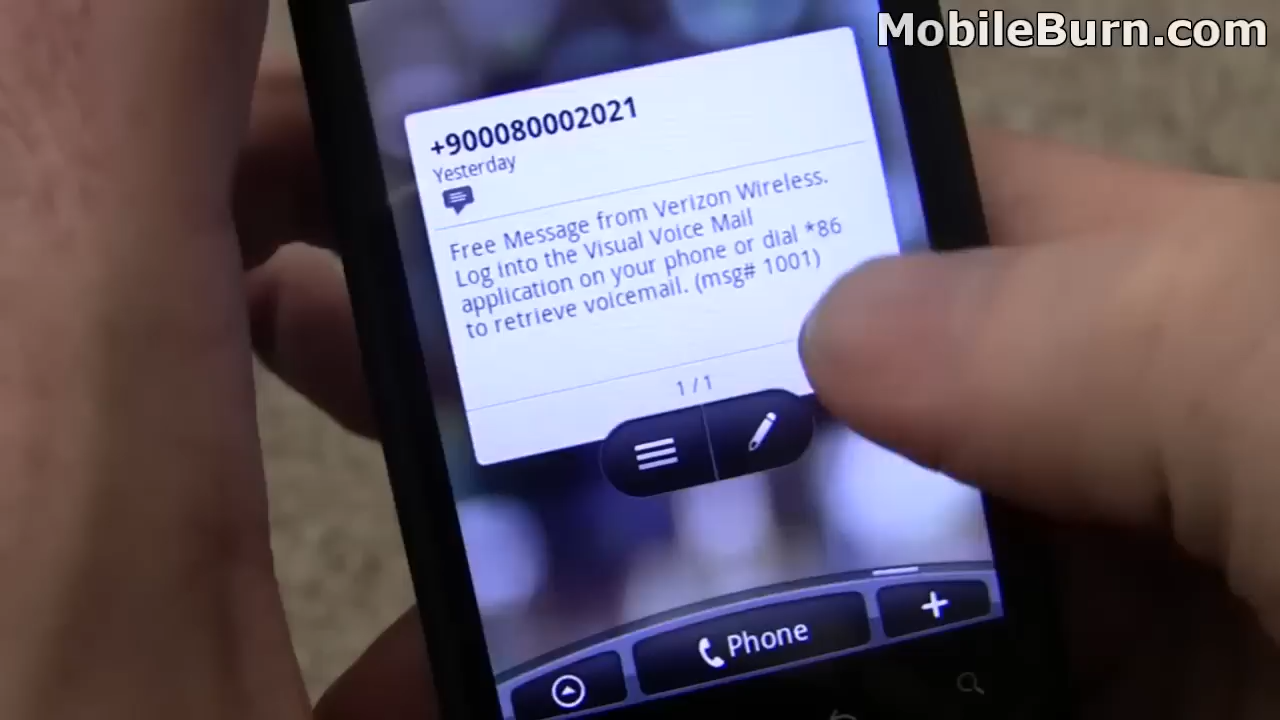 MobileBurn.com
+900080002021
Yesterday
Free Message from Verizon Wireless.
Log into the Visual Voice Mail
application on your phone or dial *86
to retrieve voicemail. (msg# 1001)
1 / 1
Phone